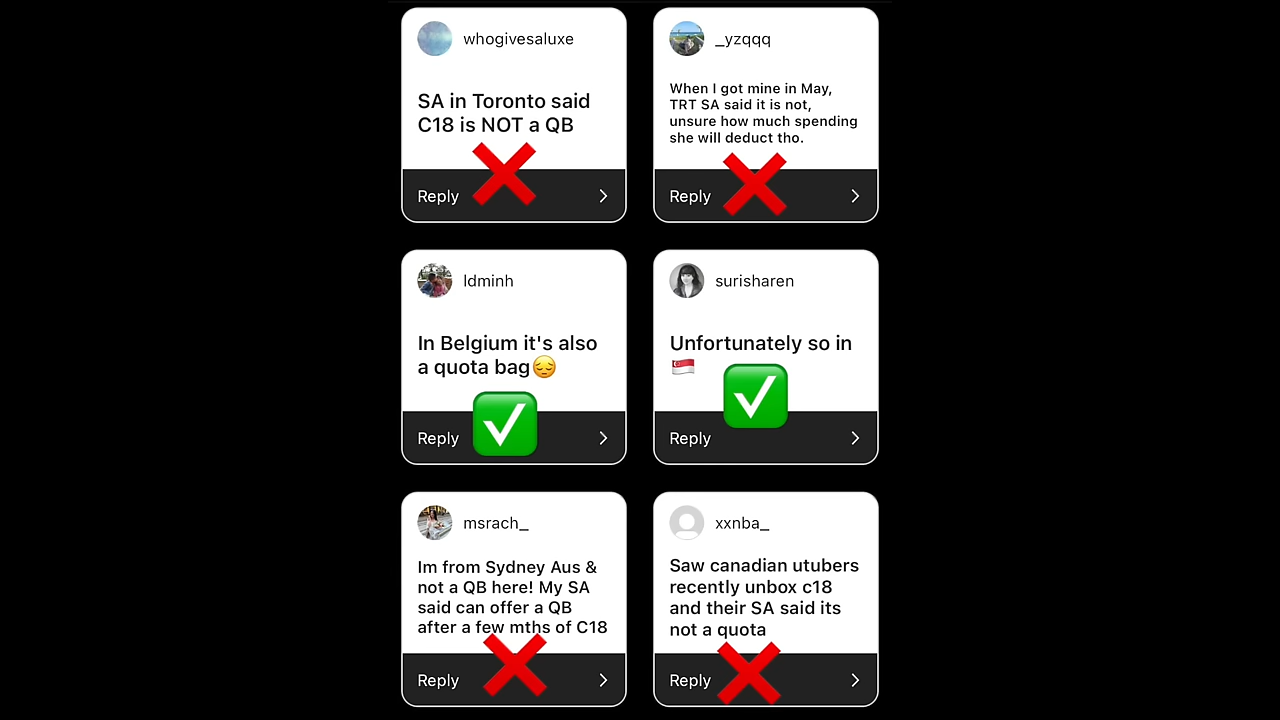 whogivesaluxe
SA in Toronto said
C18 is NOT a QB
Reply
_yzqqq
When I got mine in May,
TRT SA said it is not,
unsure how much spending
she will deduct tho.
Reply
ldminh
In Belgium it's also
a quota bag😔
Reply
surisharen
Unfortunately so in
🇸🇬
Reply
msrach_
Im from Sydney Aus &
not a QB here! My SA
said can offer a QB
after a few mths of C18
Reply
xxnba_
Saw canadian utubers
recently unbox c18
and their SA said its
not a quota
Reply